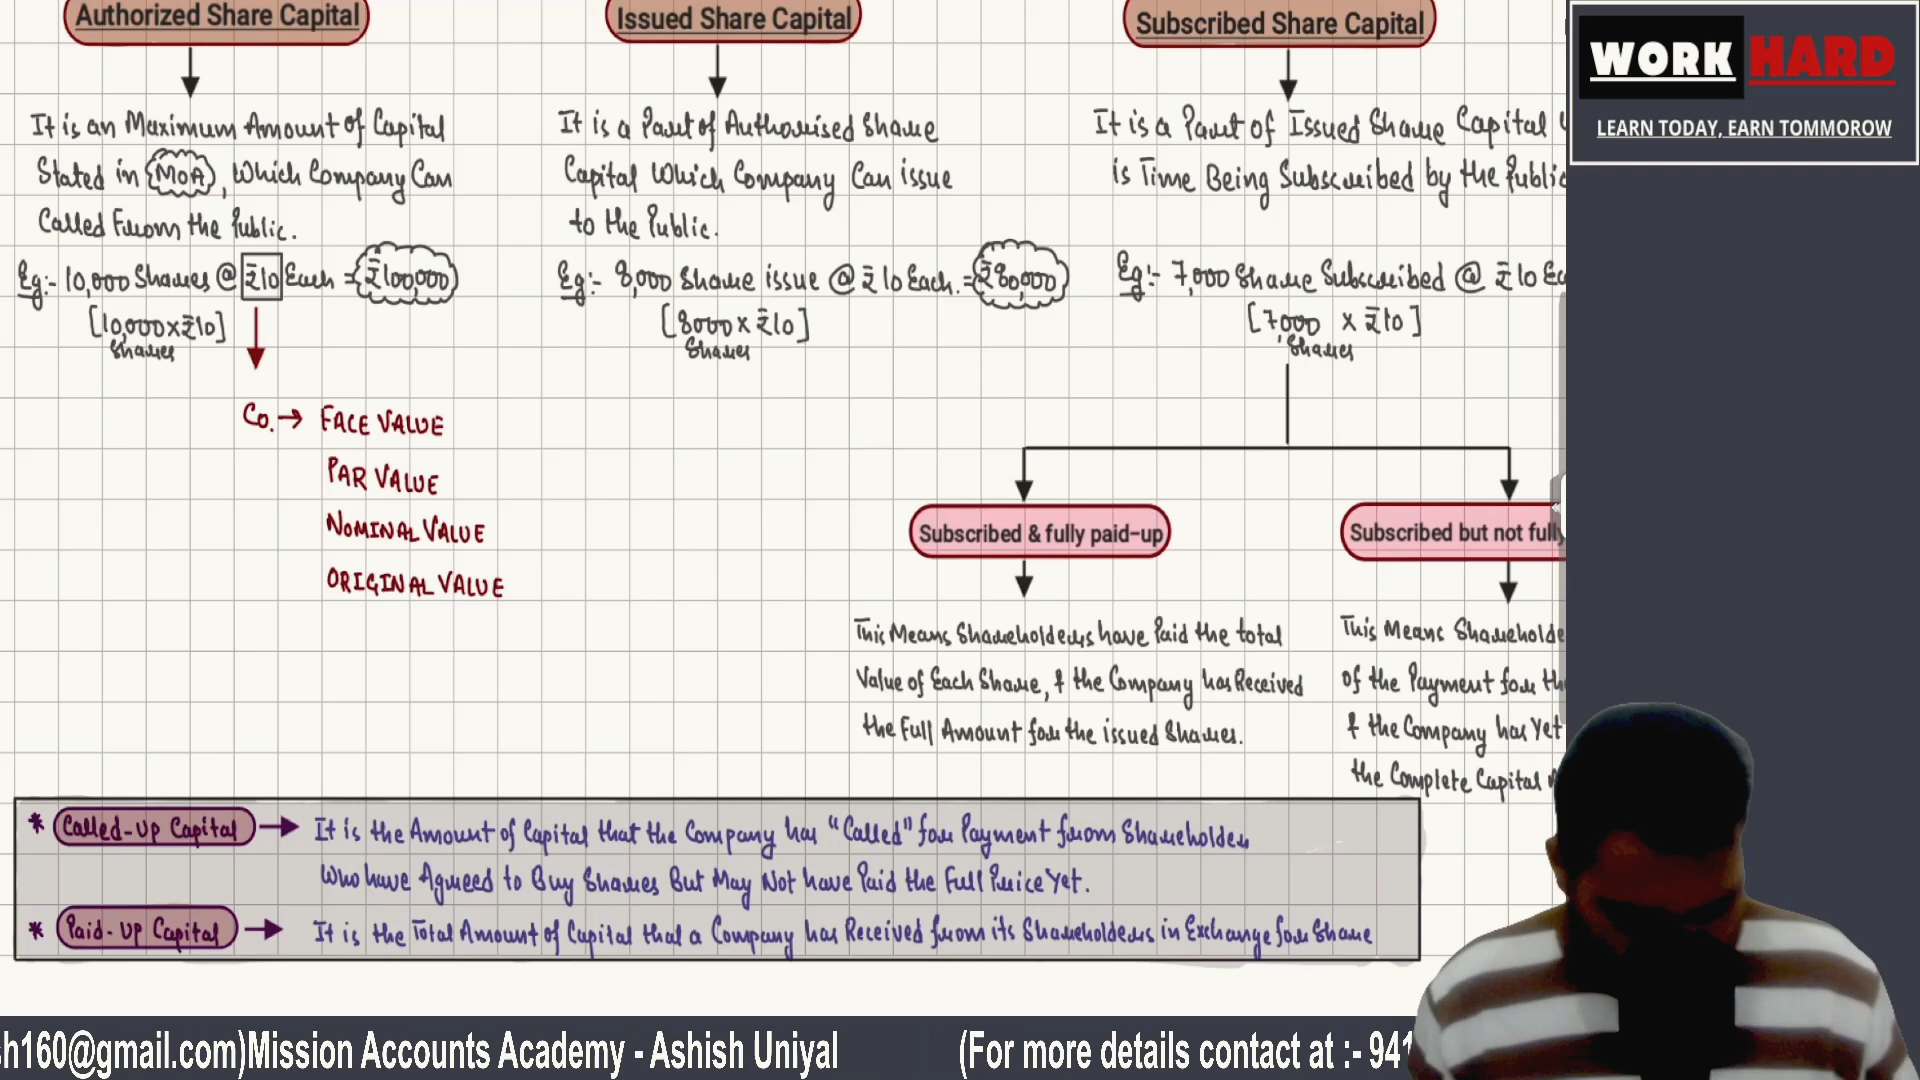 Authorized Share Capital
It is an Maximum Amount of Capital
Stated in MOA, Which Company Can
Called From the Public.
Eg:- 10,000 Shares @ ₹10 Each = ₹100,000
[10,000 x ₹10]
Shares
Co. → FACE VALUE
PAR VALUE
NOMINAL VALUE
ORIGINAL VALUE
Issued Share Capital
It is a Part of Authorised Share
Capital Which Company Can issue
to the Public.
Eg:- 8,000 Share issue @ ₹10 Each. = ₹80,000
[8000 x ₹10]
Shares
Subscribed Share Capital
It is a Part of Issued Share Capital
is Time Being Subscribed by the Public
Eg:- 7,000 Share Subscribed @ ₹10
[7,000 x ₹10]
Shares
Subscribed & fully paid-up
This Means Shareholders have Paid the total
Value of Each Share, & the Company has Received
the Full Amount for the issued Shares.
Subscribed but not fully
This Means
of the Payment for
& the Company has Yet
the Complete Capital
* Called-Up Capital → It is the Amount of Capital that the Company has "Called" for Payment from Shareholder
Who have Agreed to Buy Shares But May Not have Paid the Full Price Yet.
* Paid-Up Capital → It is the Total Amount of Capital that a Company has Received from its Shareholders in Exchange for Share
WORK HARD
LEARN TODAY, EARN TOMMOROW
sh160@gmail.com)Mission Accounts Academy - Ashish Uniyal (For more details contact at :- 941